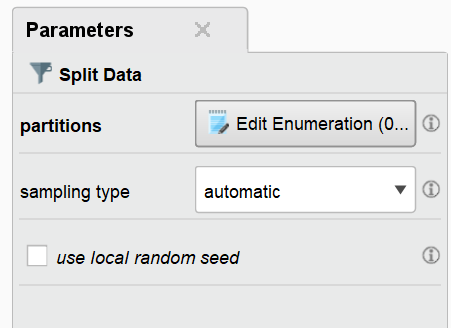 Parameters
Split Data
partitions Edit Enumeration (0...
sampling type automatic
use local random seed